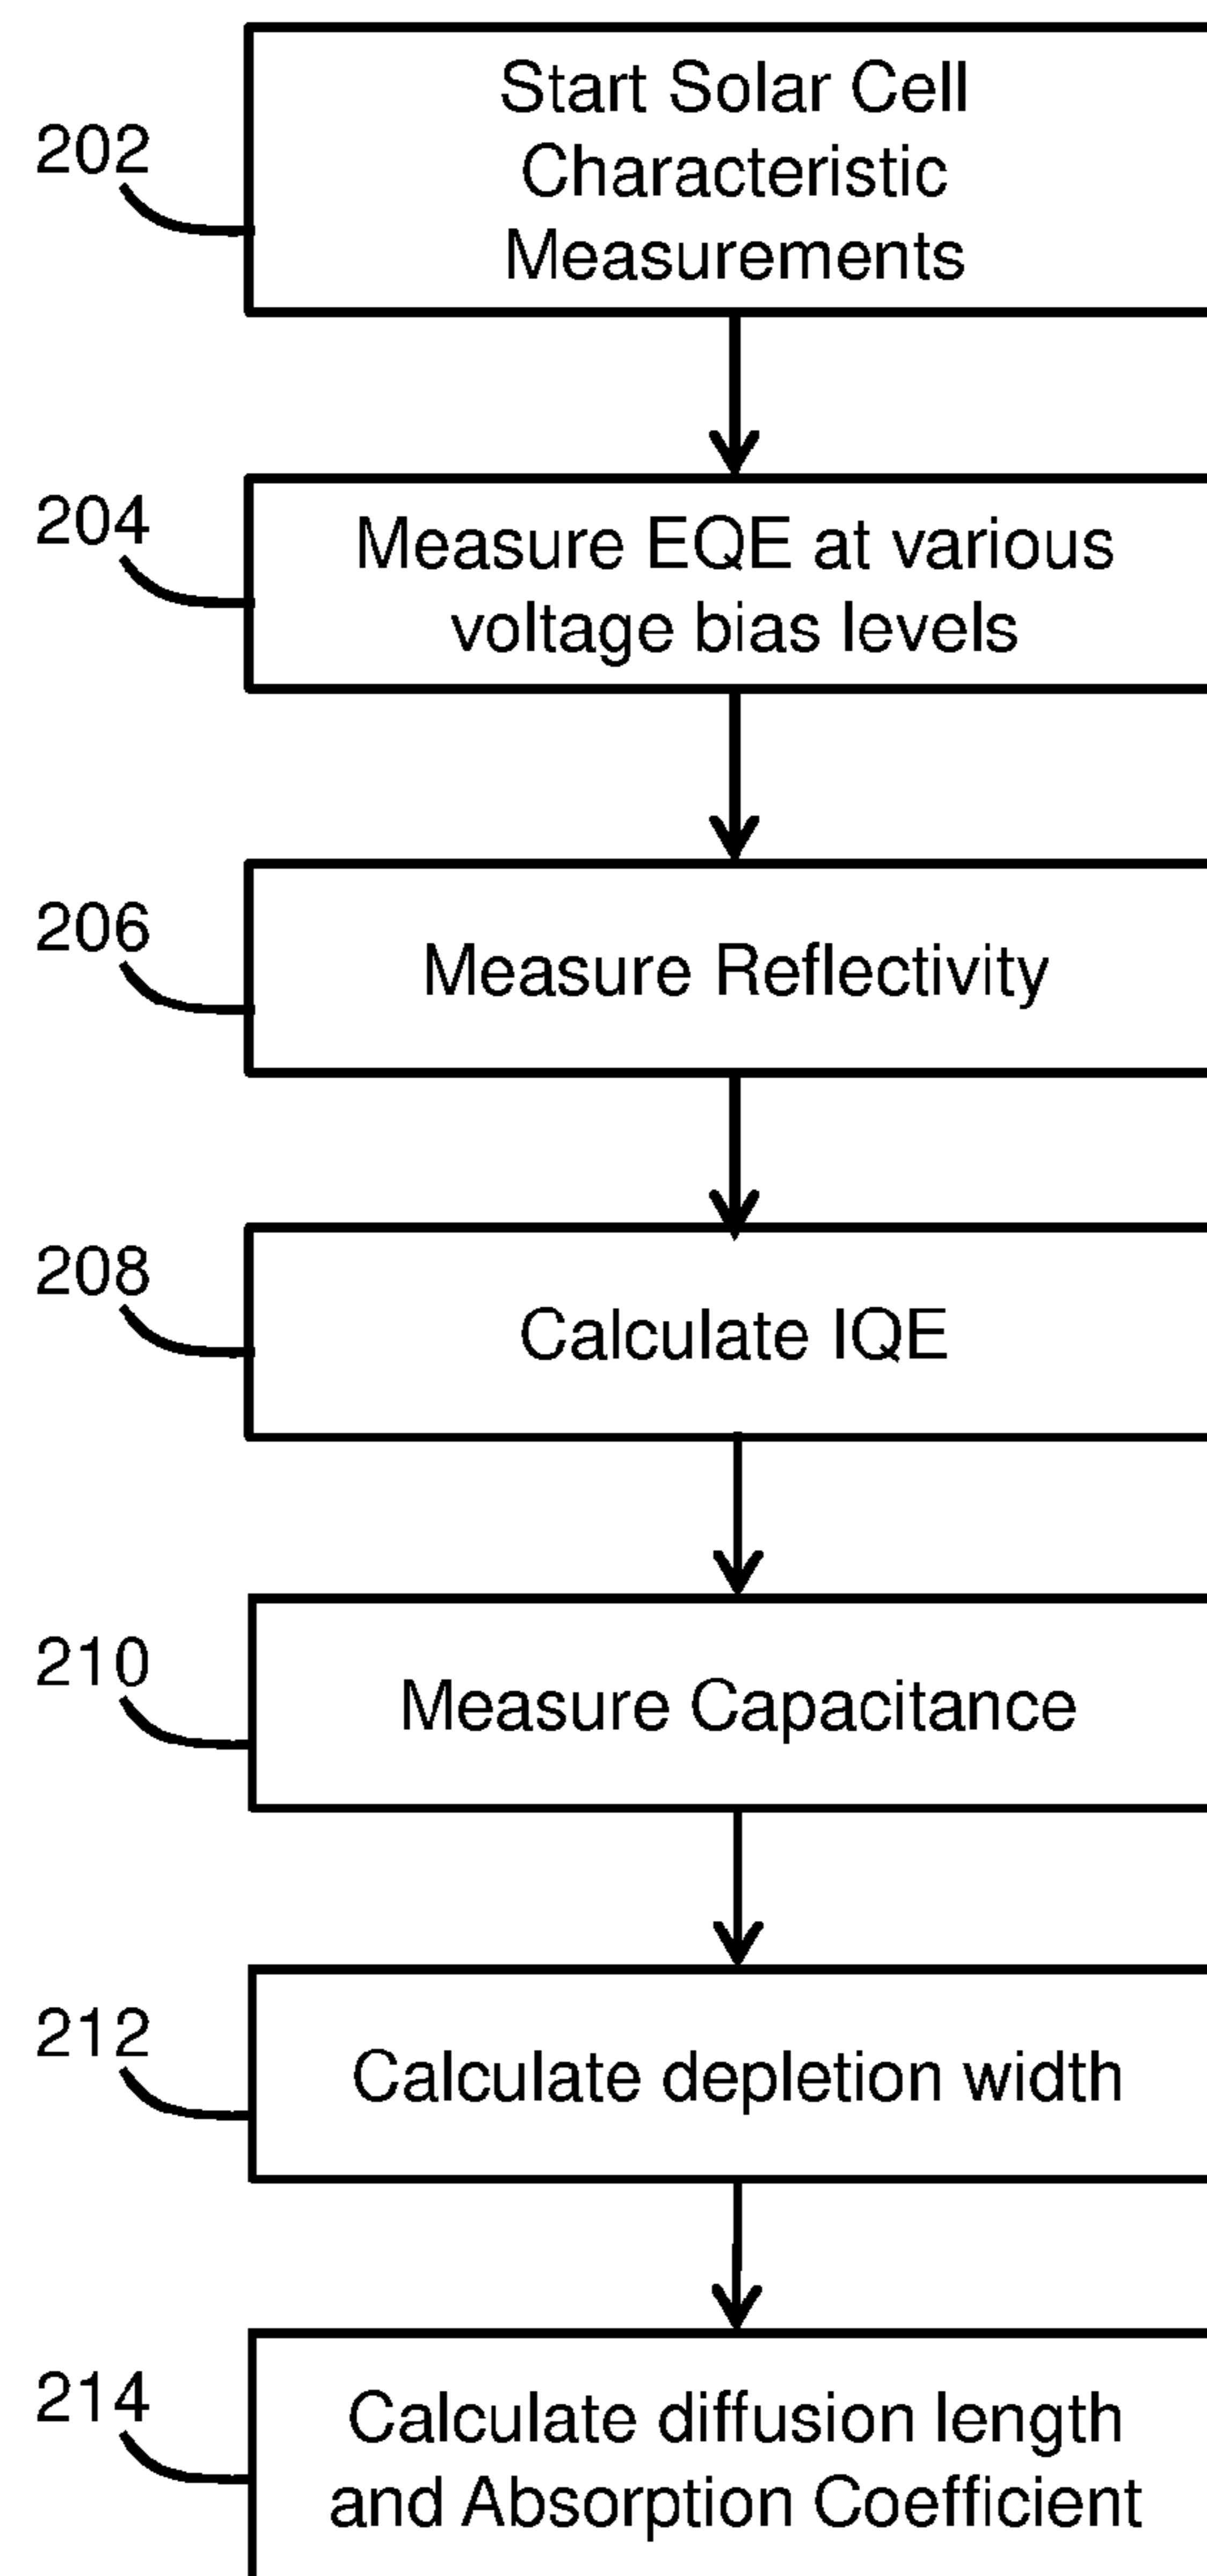 202
Start Solar Cell
Characteristic
Measurements
204
Measure EQE at various
voltage bias levels
206
Measure Reflectivity
208
Calculate IQE
210
Measure Capacitance
212
Calculate depletion width
214
Calculate diffusion length
and Absorption Coefficient